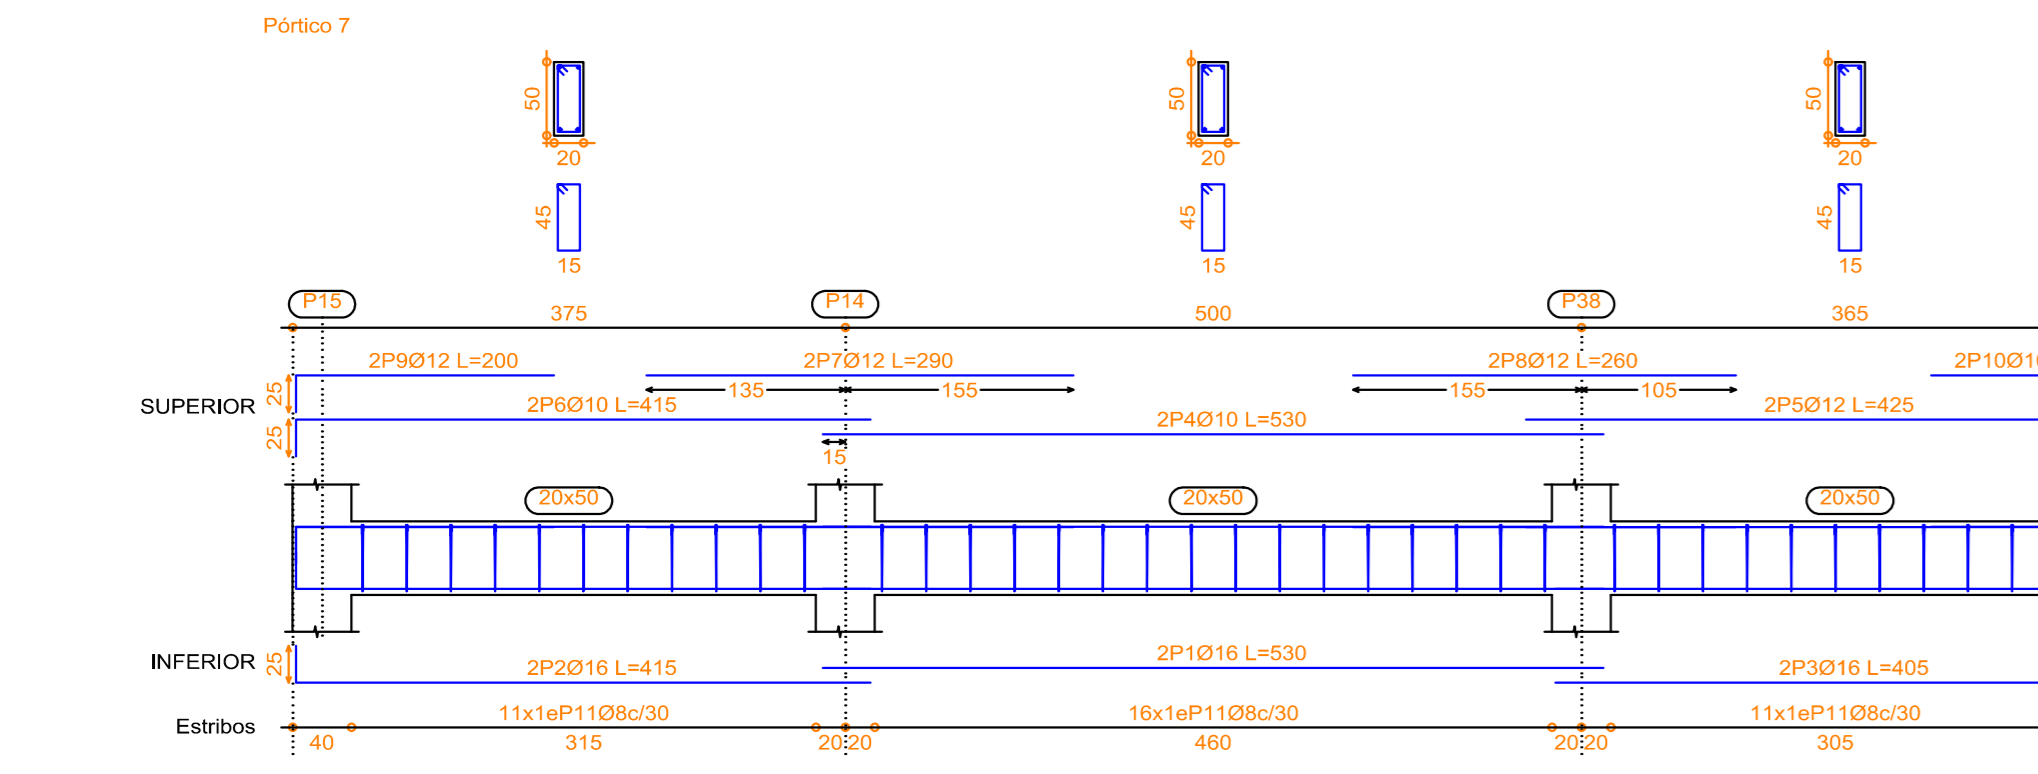 Pórtico 7
50 50 50
20 20 20
45 45 45
15 15 15
P15 P14 P38
375 500 365
2P9Ø12 L=200 2P7Ø12 L=290 2P8Ø12 L=260 2P10Ø1
25 135 155 155 105
SUPERIOR 2P6Ø10 L=415 2P4Ø10 L=530 2P5Ø12 L=425
25 15
20x50 20x50 20x50
INFERIOR 25 2P2Ø16 L=415 2P1Ø16 L=530 2P3Ø16 L=405
Estribos 11x1eP11Ø8c/30 16x1eP11Ø8c/30 11x1eP11Ø8c/30
40 315 20 20 460 20 20 305